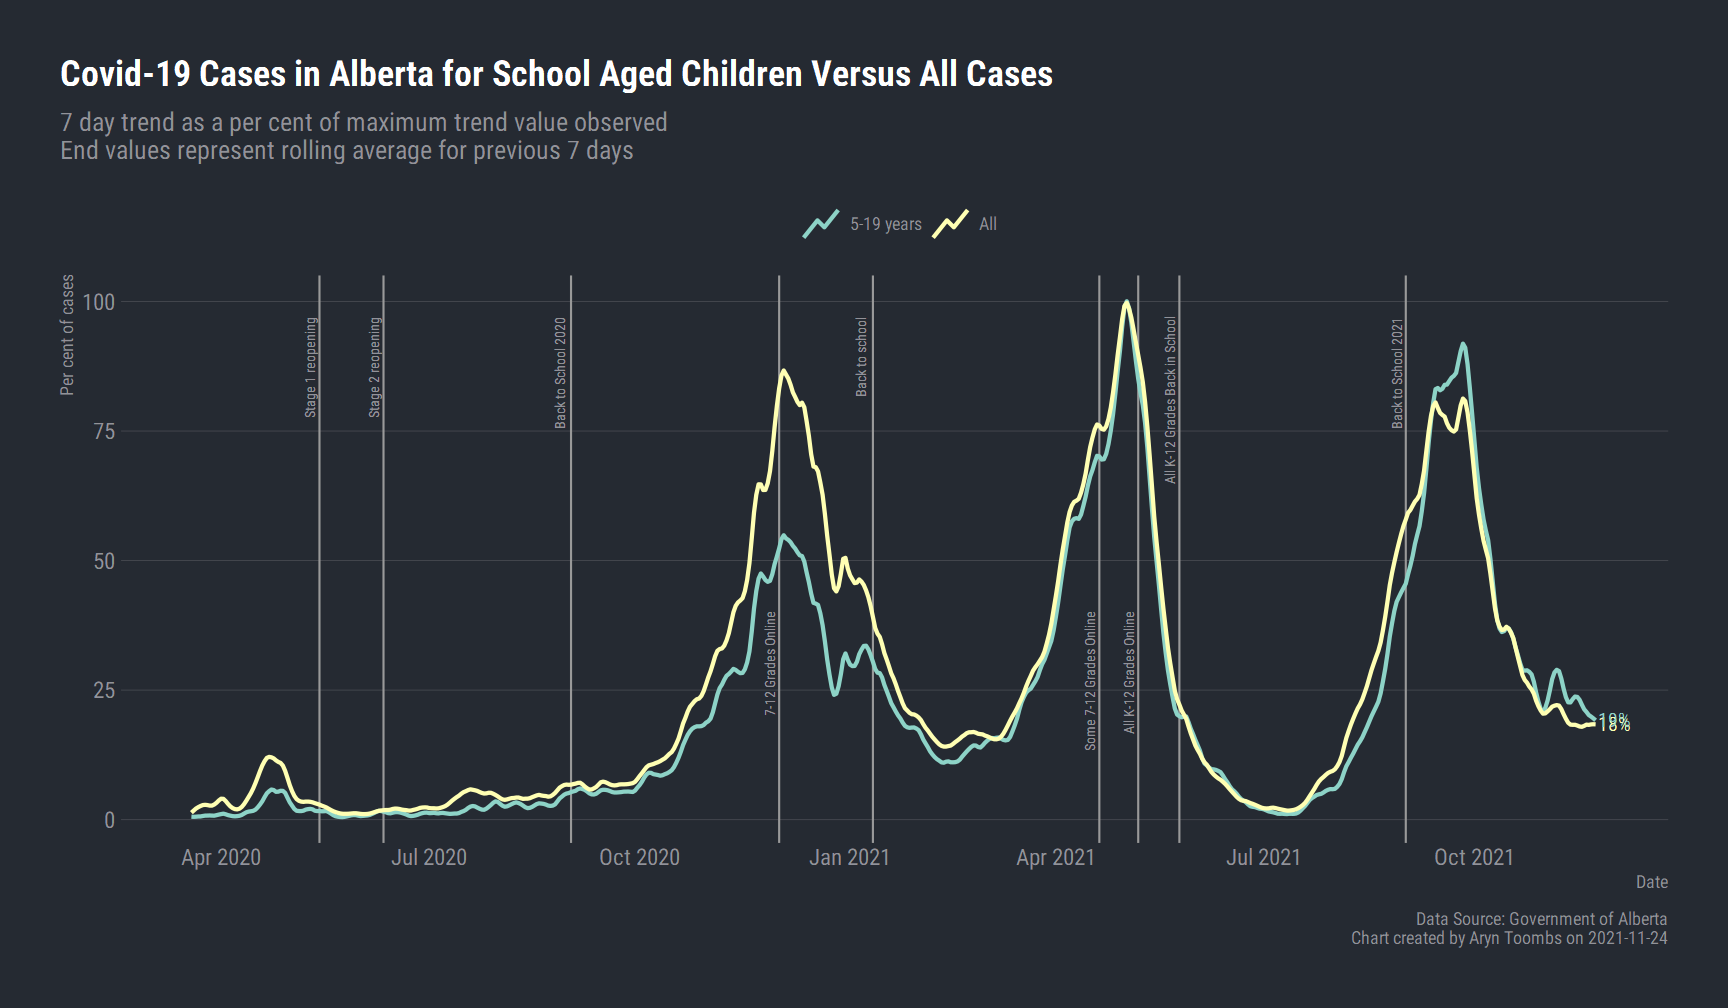 Covid-19 Cases in Alberta for School Aged Children Versus All Cases
7 day trend as a per cent of maximum trend value observed
End values represent rolling average for previous 7 days
5-19 years
All
Per cent of cases
100
75
50
25
0
Stage 1 reopening
Stage 2 reopening
Back to School 2020
7-12 Grades Online
Back to school
Some 7-12 Grades Online
All K-12 Grades Online
All K-12 Grades Back in School
Back to School 2021
18%
Apr 2020
Jul 2020
Oct 2020
Jan 2021
Apr 2021
Jul 2021
Oct 2021
Date
Data Source: Government of Alberta
Chart created by Aryn Toombs on 2021-11-24